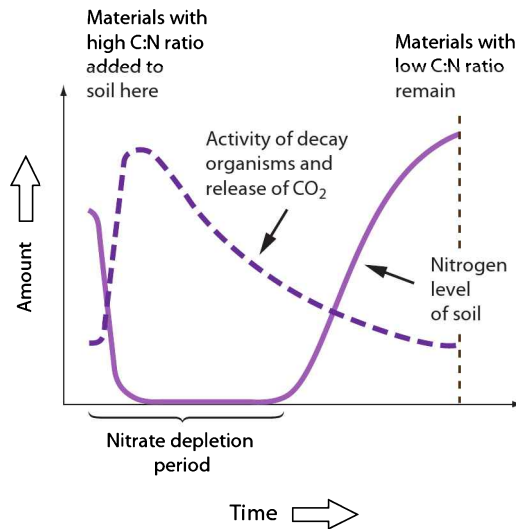 Materials with
high C:N ratio
added to
soil here
Materials with
low C:N ratio
remain
Activity of decay
organisms and
release of CO₂
Nitrogen
level
of soil
Amount
Nitrate depletion
period
Time